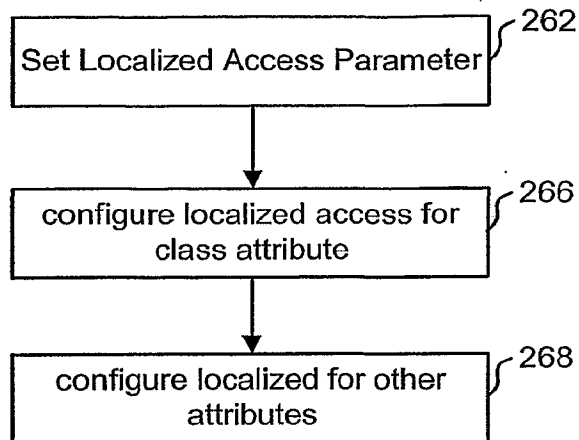 262
Set Localized Access Parameter
266
configure localized access for
class attribute
268
configure localized for other
attributes